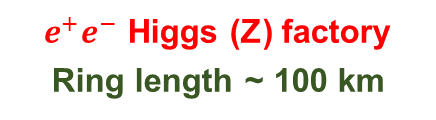 e⁺e⁻ Higgs (Z) factory
Ring length ~ 100 km